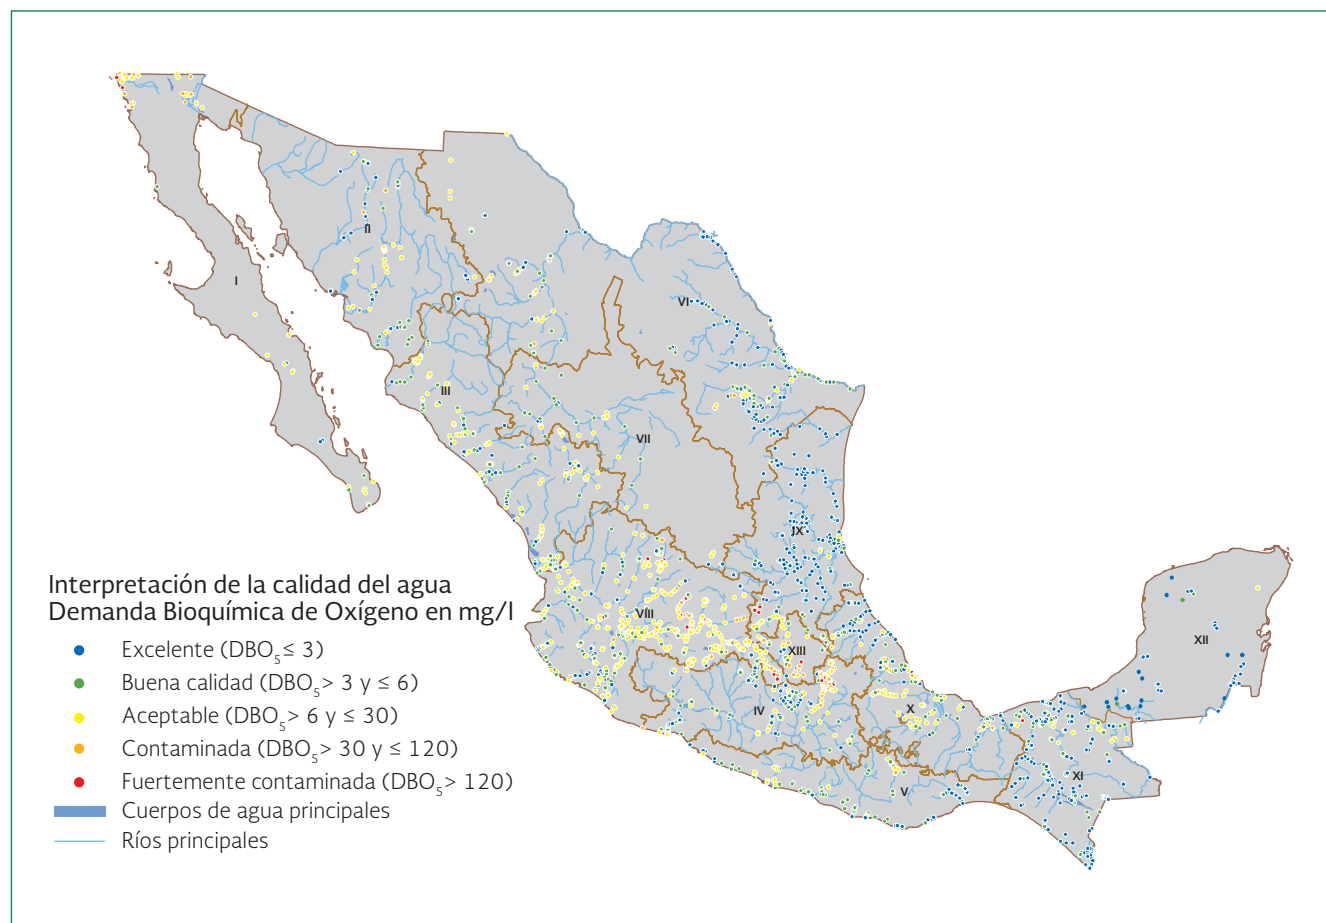 I
II
VI
III
VII
IX
Interpretación de la calidad del agua
Demanda Bioquímica de Oxígeno en mg/l
Excelente (DBO₅≤ 3)
Buena calidad (DBO₅> 3 y ≤ 6)
Aceptable (DBO₅> 6 y ≤ 30)
Contaminada (DBO₅> 30 y ≤ 120)
Fuertemente contaminada (DBO₅> 120)
Cuerpos de agua principales
Ríos principales
VIII
XIII
XII
IV
X
V
XI